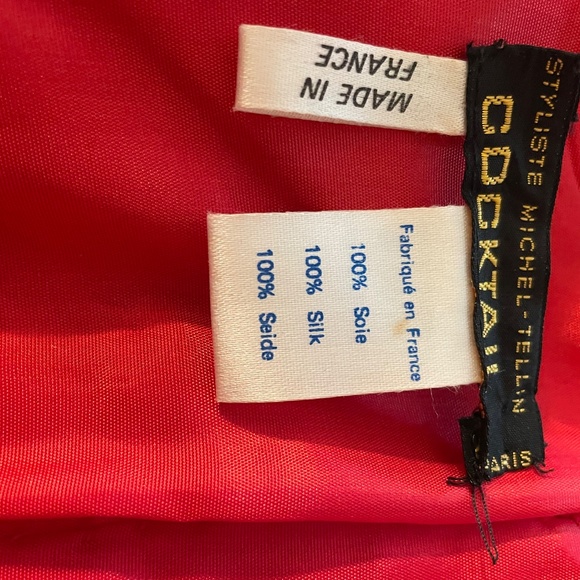 MADE IN
FRANCE
STYLISTE MICHEL-TELLIN
COCKTAIL
PARIS
Fabriqué en France
100% Soie
100% Silk
100% Seide